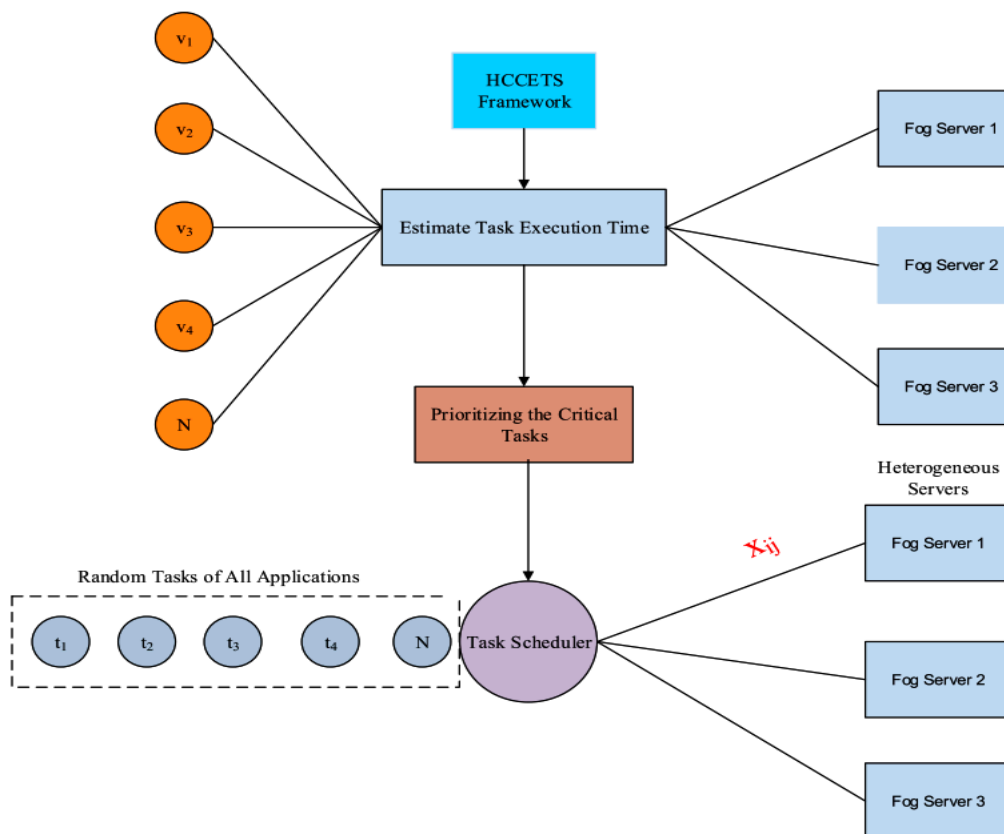 v1
HCCETS
Framework
v2
Fog Server 1
v3
Estimate Task Execution Time
Fog Server 2
v4
Fog Server 3
N
Prioritizing the Critical
Tasks
Heterogeneous
Servers
Xij
Fog Server 1
Random Tasks of All Applications
t1
t2
t3
t4
N
Task Scheduler
Fog Server 2
Fog Server 3